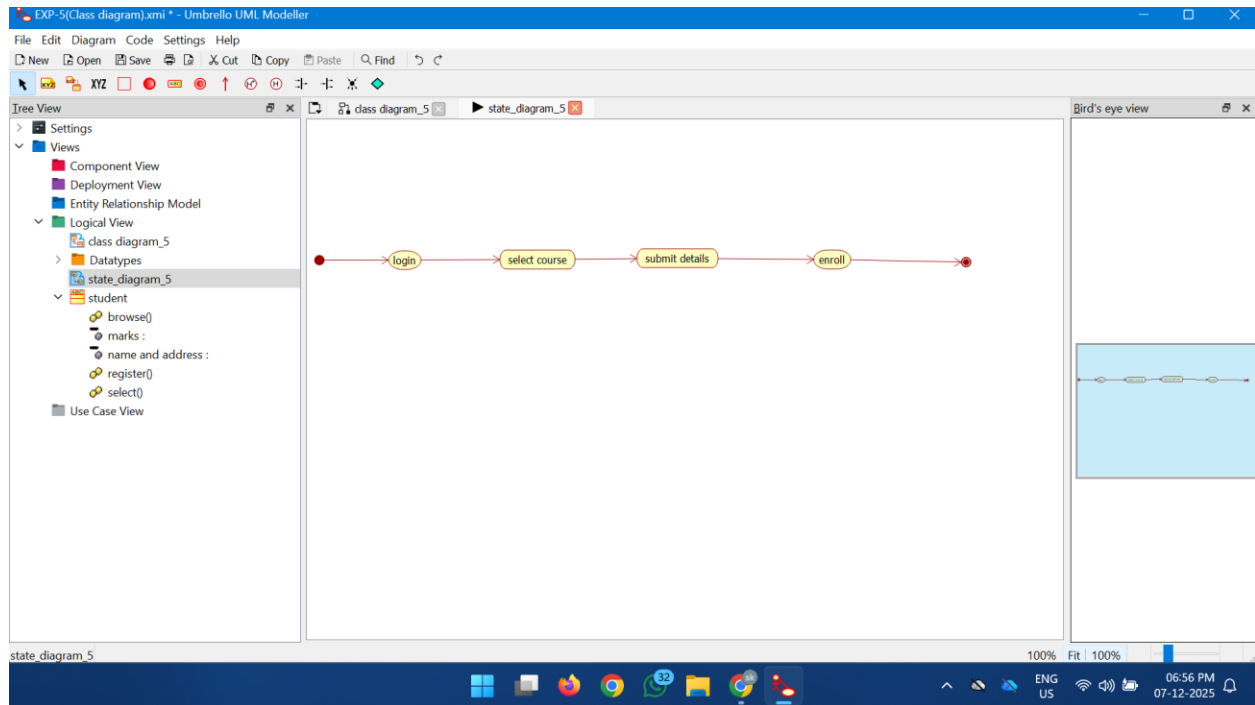 EXP-5(Class diagram).xmi * - Umbrello UML Modeller
File Edit Diagram Code Settings Help
New Open Save Cut Copy Paste Find
XYZ ABC H* H
Tree View
class diagram_5 state_diagram_5
Bird's eye view
Settings
Views
Component View
Deployment View
Entity Relationship Model
Logical View
class diagram_5
Datatypes
state_diagram_5
student
browse()
marks :
name and address :
register()
select()
Use Case View
login select course submit details enroll
state_diagram_5
100% Fit 100%
32
ENG
US
06:56 PM
07-12-2025